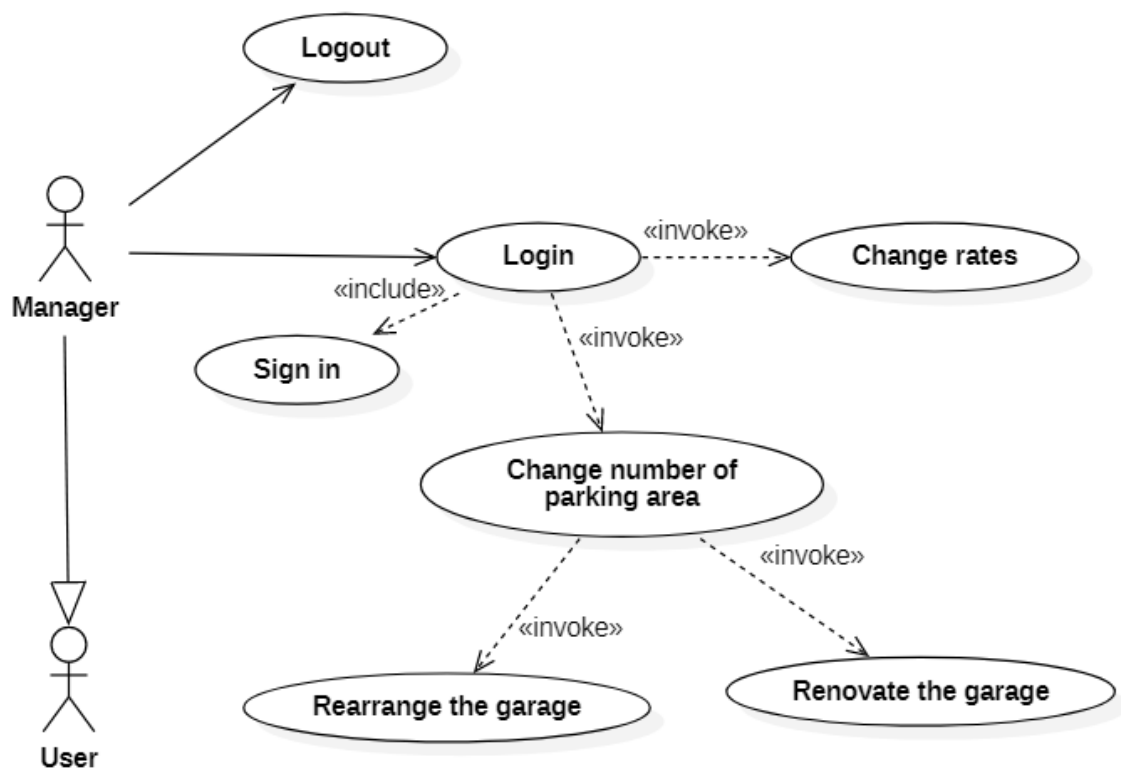 Logout
Manager
Login
«invoke»
Change rates
«include»
Sign in
«invoke»
Change number of
parking area
«invoke»
«invoke»
Rearrange the garage
Renovate the garage
User